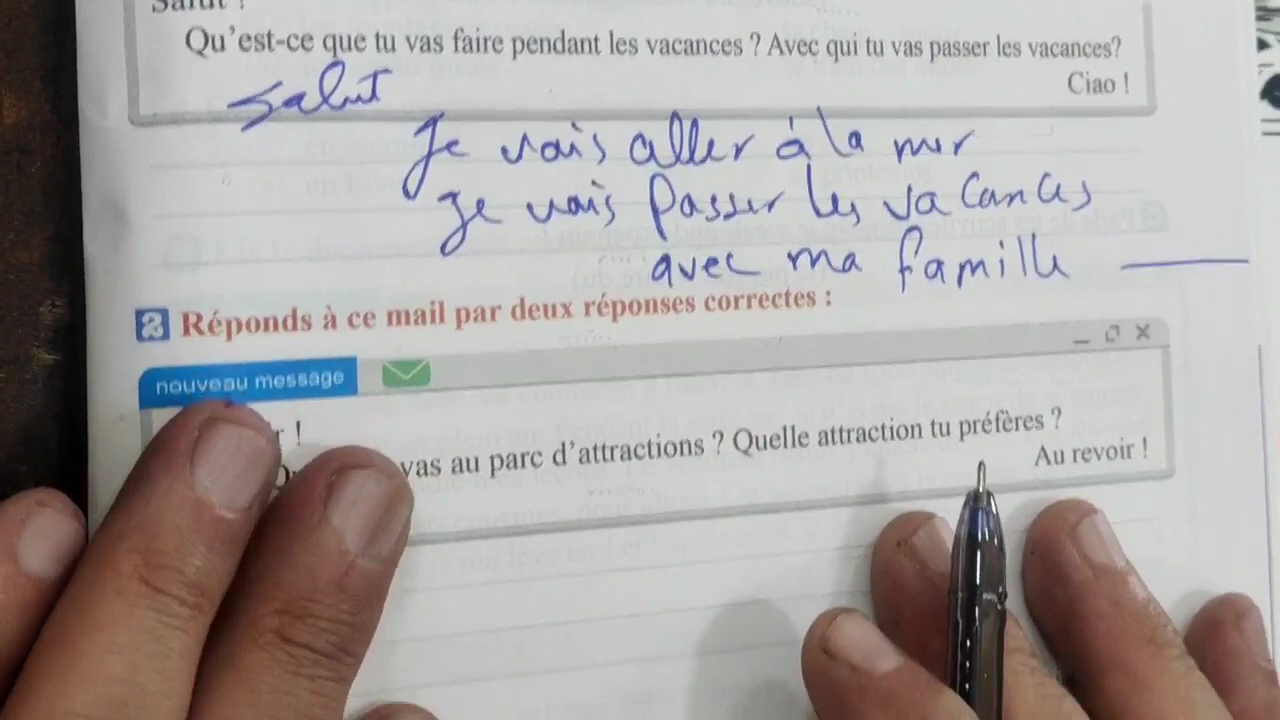 Salut !
Qu'est-ce que tu vas faire pendant les vacances ? Avec qui tu vas passer les vacances?
Ciao !
Salut
Je vais aller à la mer
Je vais passer les vacances
avec ma famille
2 Réponds à ce mail par deux réponses correctes :
nouveau message
r !
vas au parc d'attractions ? Quelle attraction tu préfères ?
Au revoir !